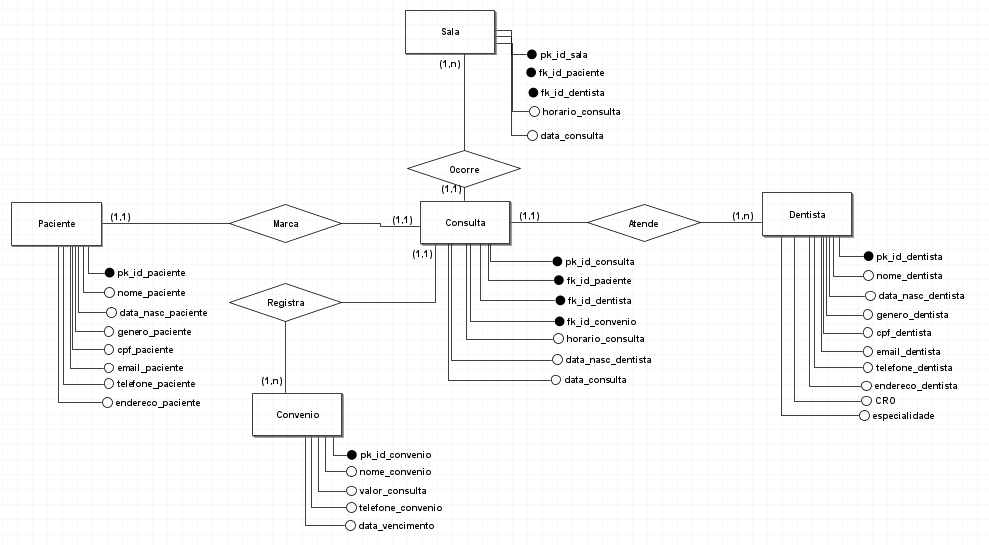 Sala
(1,n)
pk_id_sala
fk_id_paciente
fk_id_dentista
horario_consulta
data_consulta
Ocorre
(1,1)
Paciente
(1,1)
Marca
(1,1)
Consulta
(1,1)
Atende
(1,n)
Dentista
(1,1)
pk_id_paciente
nome_paciente
data_nasc_paciente
genero_paciente
cpf_paciente
email_paciente
telefone_paciente
endereco_paciente
Registra
pk_id_consulta
fk_id_paciente
fk_id_dentista
fk_id_convenio
horario_consulta
data_nasc_dentista
data_consulta
pk_id_dentista
nome_dentista
data_nasc_dentista
genero_dentista
cpf_dentista
email_dentista
telefone_dentista
endereco_dentista
CRO
especialidade
(1,n)
Convenio
pk_id_convenio
nome_convenio
valor_consulta
telefone_convenio
data_vencimento